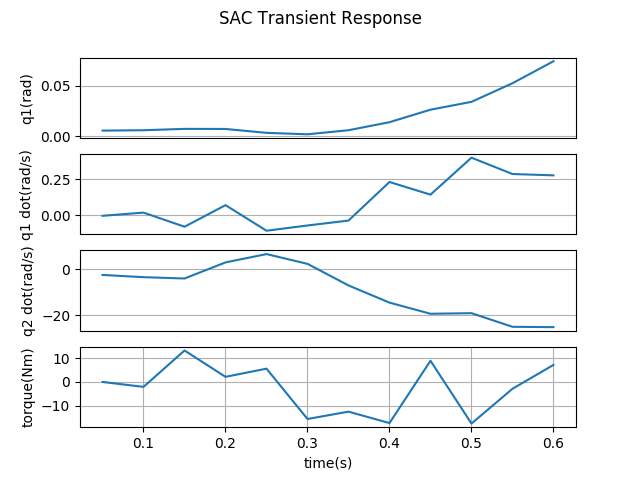 SAC Transient Response
q1(rad)
0.05
0.00
q1 dot(rad/s)
0.25
0.00
q2 dot(rad/s)
0
−20
torque(Nm)
10
0
−10
0.1 0.2 0.3 0.4 0.5 0.6
time(s)